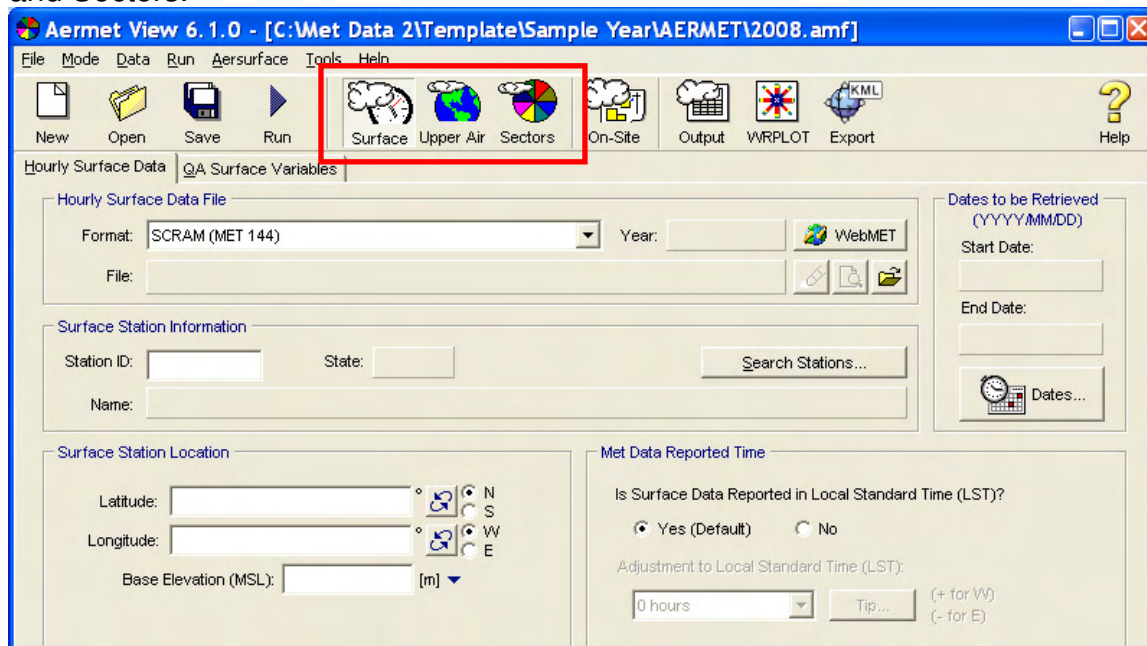 and Sectors.
Aermet View 6.1.0 - [C:\Met Data 2\Template\Sample Year\AERMET\2008.amf]
File Mode Data Run Aersurface Tools Help
KML
New Open Save Run Surface Upper Air Sectors On-Site Output WRPLOT Export Help
Hourly Surface Data QA Surface Variables
Hourly Surface Data File
Format: SCRAM (MET 144) Year: WebMET
File:
Dates to be Retrieved
(YYYY/MM/DD)
Start Date:
End Date:
Dates...
Surface Station Information
Station ID: State: Search Stations...
Name:
Surface Station Location
Latitude: ° N
S
Longitude: ° W
E
Base Elevation (MSL): [m]
Met Data Reported Time
Is Surface Data Reported in Local Standard Time (LST)?
Yes (Default) No
Adjustment to Local Standard Time (LST):
0 hours Tip... (+ for W)
(- for E)